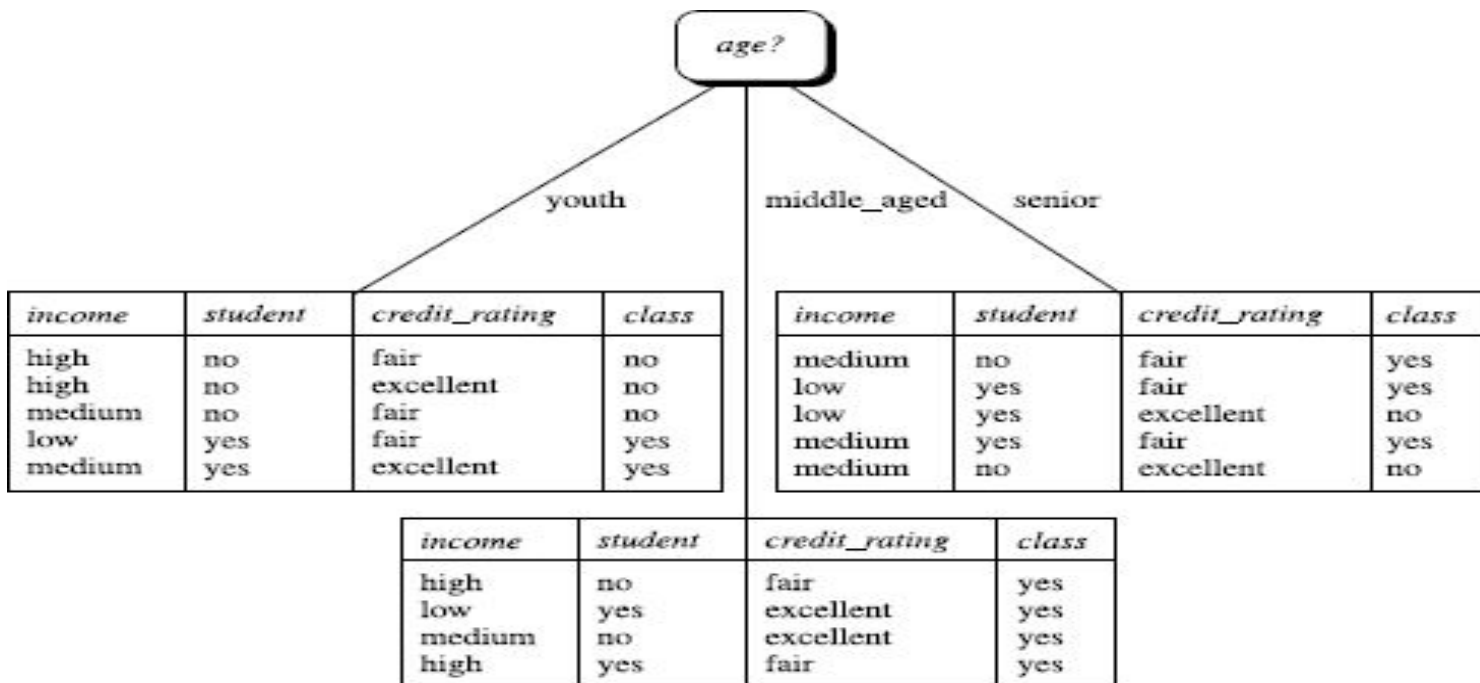 age?
youth
middle_aged
senior
income student credit_rating class
high no fair no
high no excellent no
medium no fair no
low yes fair yes
medium yes excellent yes
income student credit_rating class
medium no fair yes
low yes fair yes
low yes excellent no
medium yes fair yes
medium no excellent no
income student credit_rating class
high no fair yes
low yes excellent yes
medium no excellent yes
high yes fair yes